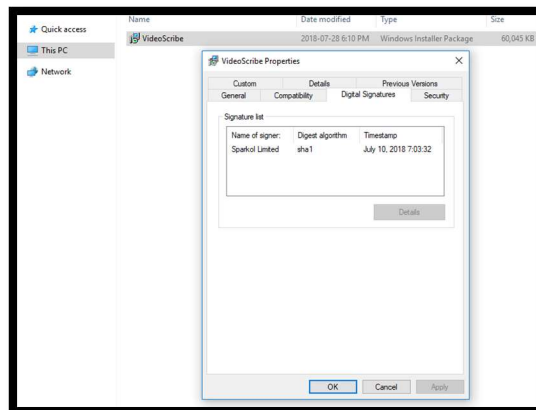 Name Date modified Type Size
Quick access
VideoScribe 2018-07-28 6:10 PM Windows Installer Package 60,045 KB
This PC
Network
VideoScribe Properties
Custom Details Previous Versions
General Compatibility Digital Signatures Security
Signature list
Name of signer: Digest algorithm Timestamp
Sparkol Limited sha1 July 10, 2018 7:03:32
Details
OK Cancel Apply